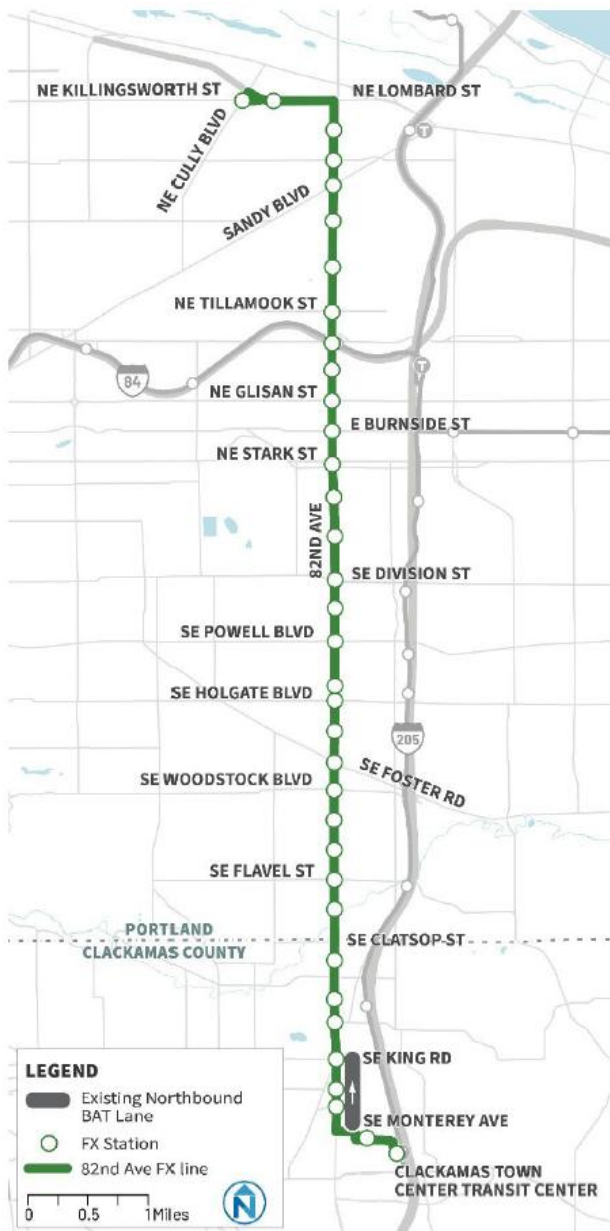 NE KILLINGSWORTH ST
NE LOMBARD ST
T
NE CULLY BLVD
SANDY BLVD
NE TILLAMOOK ST
84
T
NE GLISAN ST
E BURNSIDE ST
NE STARK ST
82ND AVE
SE DIVISION ST
SE POWELL BLVD
SE HOLGATE BLVD
205
SE FOSTER RD
SE WOODSTOCK BLVD
SE FLAVEL ST
PORTLAND
CLACKAMAS COUNTY
SE CLATSOP ST
SE KING RD
SE MONTEREY AVE
CLACKAMAS TOWN
CENTER TRANSIT CENTER
LEGEND
Existing Northbound
BAT Lane
FX Station
82nd Ave FX line
0 0.5 1Miles
N